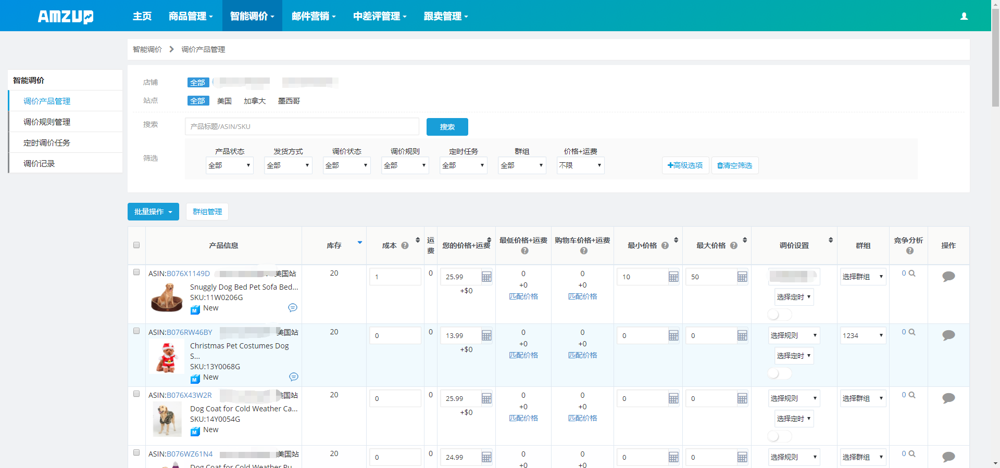 AMZUP
主页 商品管理 智能调价 邮件营销 中差评管理 跟卖管理
智能调价 调价产品管理
智能调价
调价产品管理
调价规则管理
定时调价任务
调价记录
店铺 全部
站点 全部 美国 加拿大 墨西哥
搜索 产品标题/ASIN/SKU 搜索
筛选
产品状态 发货方式 调价状态 调价规则 定时任务 群组 价格+运费
全部 全部 全部 全部 全部 全部 不限 高级选项 清空筛选
批量操作 群组管理
产品信息 库存 成本 运费 您的价格+运费 最低价格+运费 购物车价格+运费 最小价格 最大价格 调价设置 群组 竞争分析 操作
ASIN:B076X1149D 美国站 20 1 0 25.99 0 0 10 50 选择群组 0
Snuggly Dog Bed Pet Sofa Bed... +$0 +0 +0
SKU:11W0206G 匹配价格 匹配价格 选择定时
M New
ASIN:B076RW46BY 美国站 20 0 0 13.99 0 0 0 0 选择规则 1234 0
Christmas Pet Costumes Dog +$0 +0 +0
S... 匹配价格 匹配价格 选择定时
SKU:13Y0068G
M New
ASIN:B076X43W2R 美国站 20 0 0 25.99 0 0 0 0 选择规则 选择群组 0
Dog Coat for Cold Weather Ca... +$0 +0 +0
SKU:14Y0054G 匹配价格 匹配价格 选择定时
M New
ASIN:B076WZ61N4 美国站 20 0 0 24.99 0 0 0 0 选择规则 选择群组 0
Dog Coat for Cold Weather Pu... +0 +0